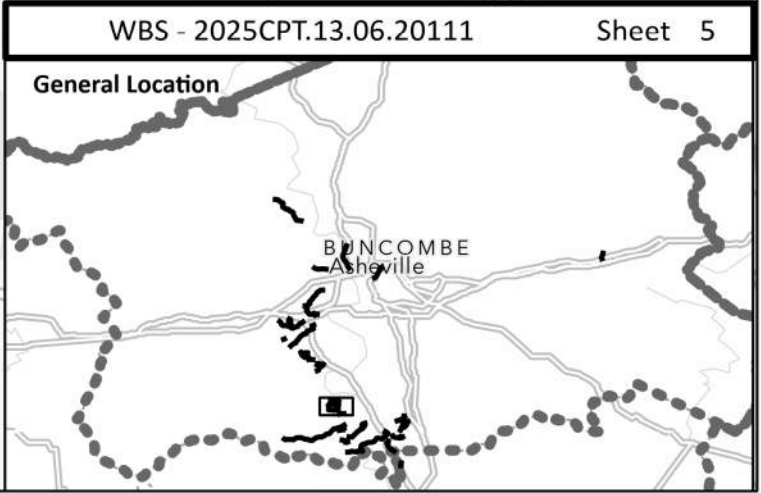 WBS - 2025CPT.13.06.20111 Sheet 5
General Location
BUNCOMBE
Asheville